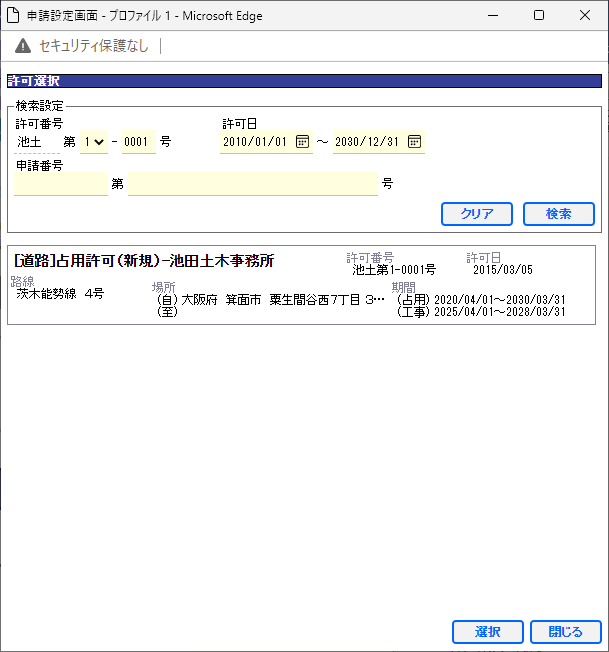 申請設定画面 - プロファイル 1 - Microsoft Edge
セキュリティ保護なし
許可選択
検索設定
許可番号 許可日
池土 第 1 - 0001 号 2010/01/01 ～ 2030/12/31
申請番号
第 号
クリア 検索
[道路]占用許可(新規)-池田土木事務所
許可番号 許可日
池土第1-0001号 2015/03/05
路線 場所 期間
茨木能勢線 4号 (自) 大阪府 箕面市 粟生間谷西7丁目 3… (占用) 2020/04/01～2030/03/31
(至) (工事) 2025/04/01～2028/03/31
選択 閉じる